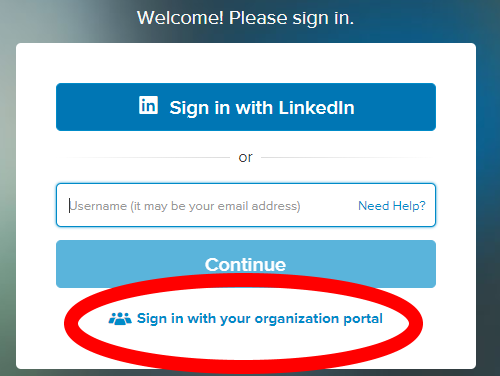 Welcome! Please sign in.
in Sign in with LinkedIn
or
Username (it may be your email address) Need Help?
Continue
Sign in with your organization portal